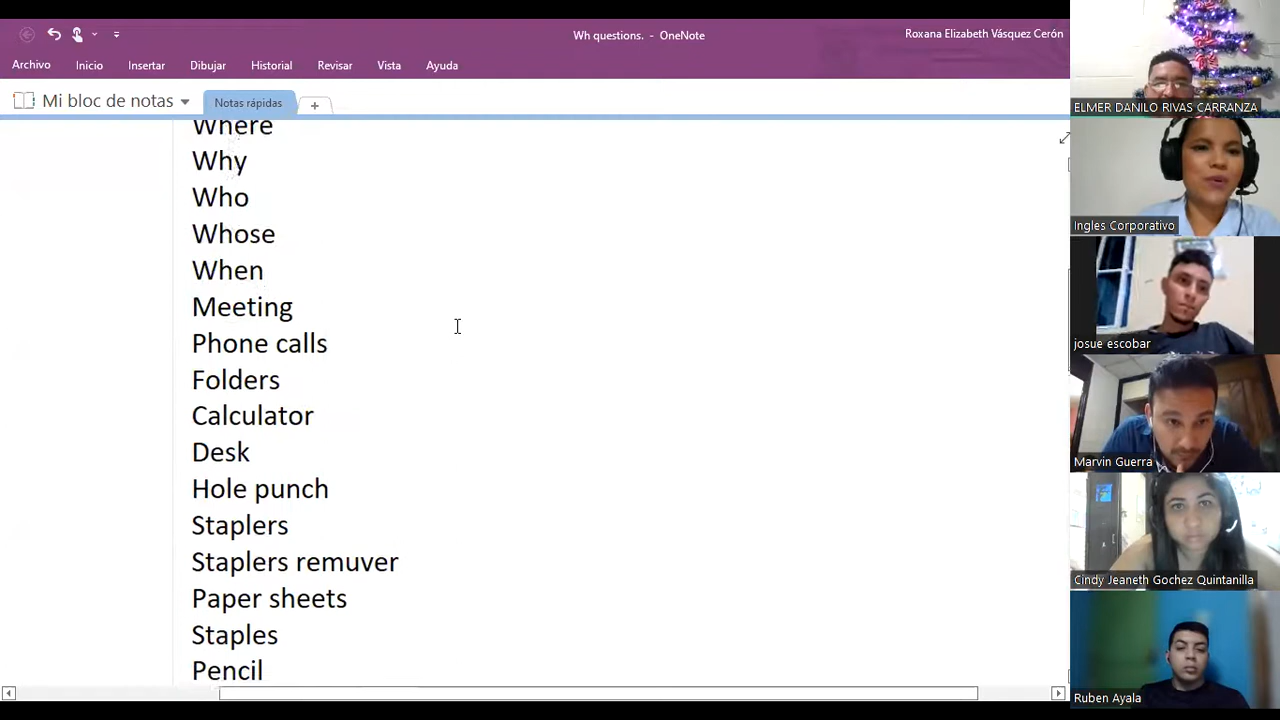 Wh questions. - OneNote
Roxana Elizabeth Vásquez Cerón
Archivo
Inicio
Insertar
Dibujar
Historial
Revisar
Vista
Ayuda
Mi bloc de notas
Notas rápidas
Where
Why
Who
Whose
When
Meeting
Phone calls
Folders
Calculator
Desk
Hole punch
Staplers
Staplers remuver
Paper sheets
Staples
Pencil
ELMER DANILO RIVAS CARRANZA
Ingles Corporativo
josue escobar
Marvin Guerra
Cindy Jeaneth Gochez Quintanilla
Ruben Ayala